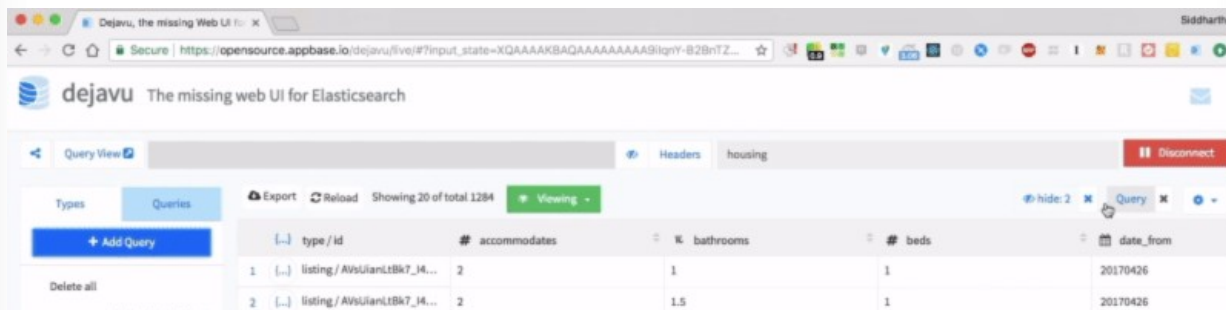 Dejavu, the missing Web UI fo
Siddharth
Secure | https://opensource.appbase.io/dejavu/live/#?input_state=XQAAAAKBAQAAAAAAAAA9iIqnY-B2BnTZ...
dejavu The missing web UI for Elasticsearch
Query View Headers housing Disconnect
Types Queries
Export Reload Showing 20 of total 1284 Viewing
hide: 2 × Query ×
+ Add Query
{...} type / id # accommodates bathrooms # beds date_from
1 {...} listing / AVsUianLtBk7_I4... 2 1 1 20170426
Delete all
2 {...} listing / AVsUianLtBk7_I4... 2 1.5 1 20170426